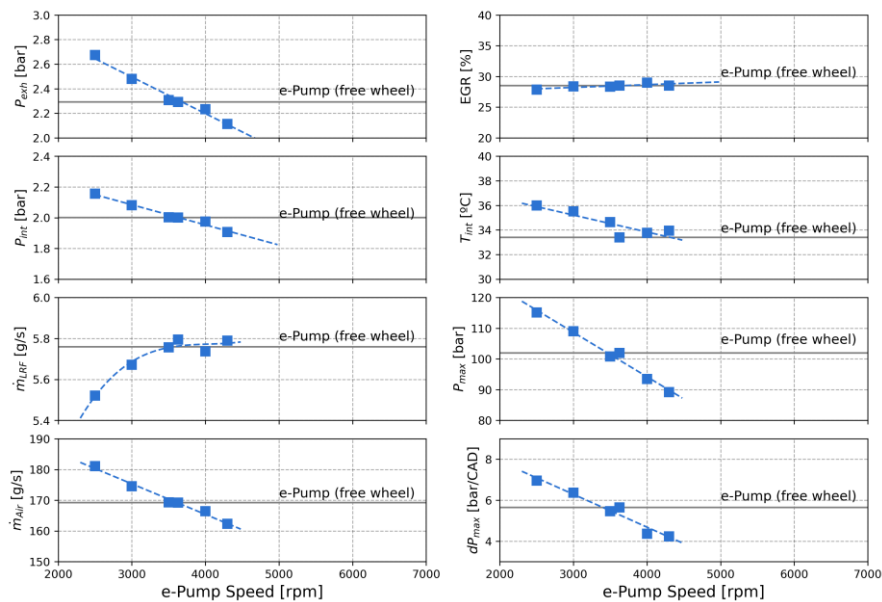 3.0
2.8
2.6
2.4
2.2
2.0
P_exh [bar]
e-Pump (free wheel)
40
35
30
25
20
EGR [%]
e-Pump (free wheel)
2.4
2.2
2.0
1.8
1.6
P_int [bar]
e-Pump (free wheel)
40
38
36
34
32
30
T_int [ºC]
e-Pump (free wheel)
6.0
5.8
5.6
5.4
ṁ_LRF [g/s]
e-Pump (free wheel)
120
110
100
90
80
P_max [bar]
e-Pump (free wheel)
190
180
170
160
150
ṁ_Air [g/s]
e-Pump (free wheel)
2000 3000 4000 5000 6000 7000
e-Pump Speed [rpm]
8
6
4
dP_max [bar/CAD]
e-Pump (free wheel)
2000 3000 4000 5000 6000 7000
e-Pump Speed [rpm]